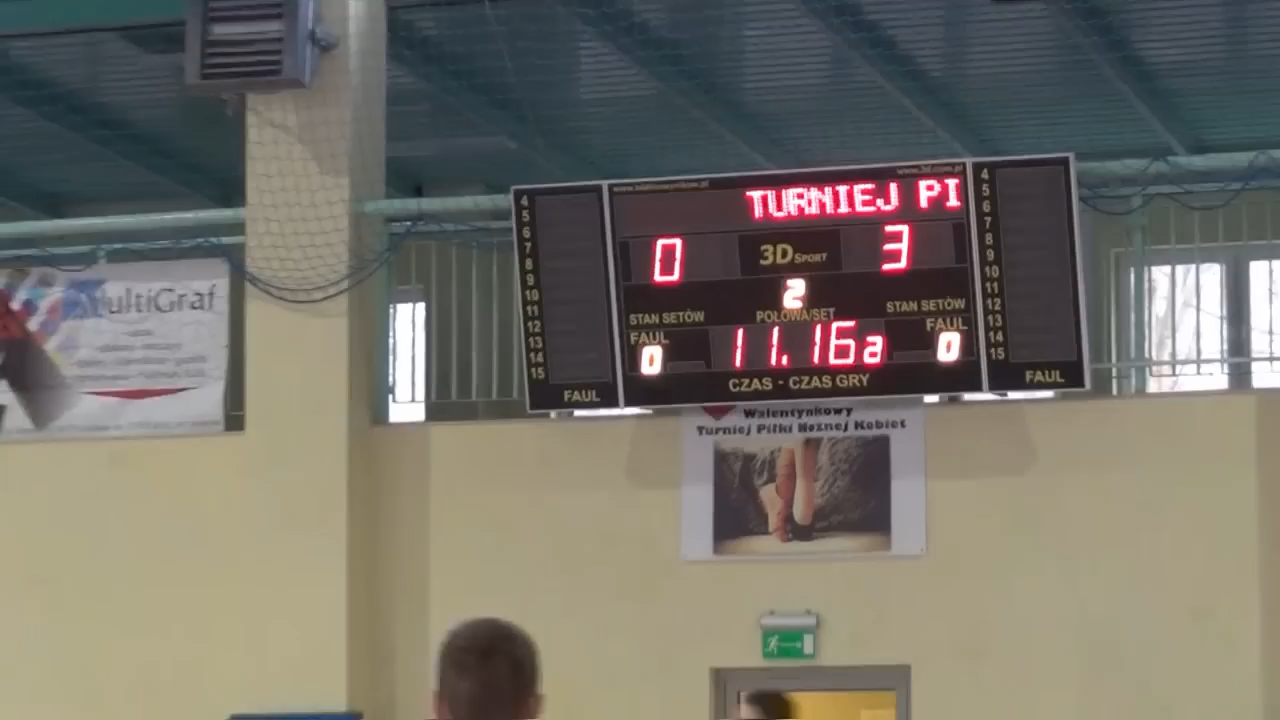 MultiGraf
TURNIEJ PI
0
3D SPORT
3
2
STAN SETÓW
POŁOWA/SET
STAN SETÓW
FAUL
FAUL
0
11.16a
0
CZAS - CZAS GRY
4
5
6
7
8
9
10
11
12
13
14
15
FAUL
4
5
6
7
8
9
10
11
12
13
14
15
FAUL
Walentynkowy
Turniej Piłki Nożnej Kobiet